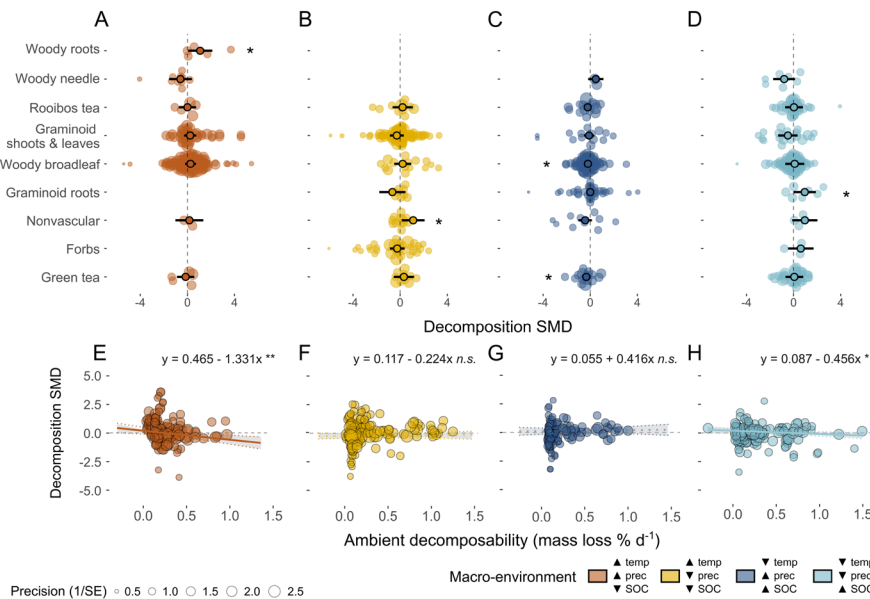 A B C D
Woody roots *
Woody needle
Rooibos tea
Graminoid
shoots & leaves
Woody broadleaf *
Graminoid roots *
Nonvascular *
Forbs
Green tea *
-4 0 4 -4 0 4 -4 0 4 -4 0 4
Decomposition SMD
E F G H
y = 0.465 - 1.331x ** y = 0.117 - 0.224x n.s. y = 0.055 + 0.416x n.s. y = 0.087 - 0.456x *
Decomposition SMD
5.0
2.5
0.0
-2.5
-5.0
0.0 0.5 1.0 1.5 0.0 0.5 1.0 1.5 0.0 0.5 1.0 1.5 0.0 0.5 1.0 1.5
Ambient decomposability (mass loss % d-1)
Macro-environment
▲ temp ▲ temp ▼ temp ▼ temp
▲ prec ▼ prec ▲ prec ▼ prec
▼ SOC ▼ SOC ▲ SOC ▲ SOC
Precision (1/SE) 0.5 1.0 1.5 2.0 2.5